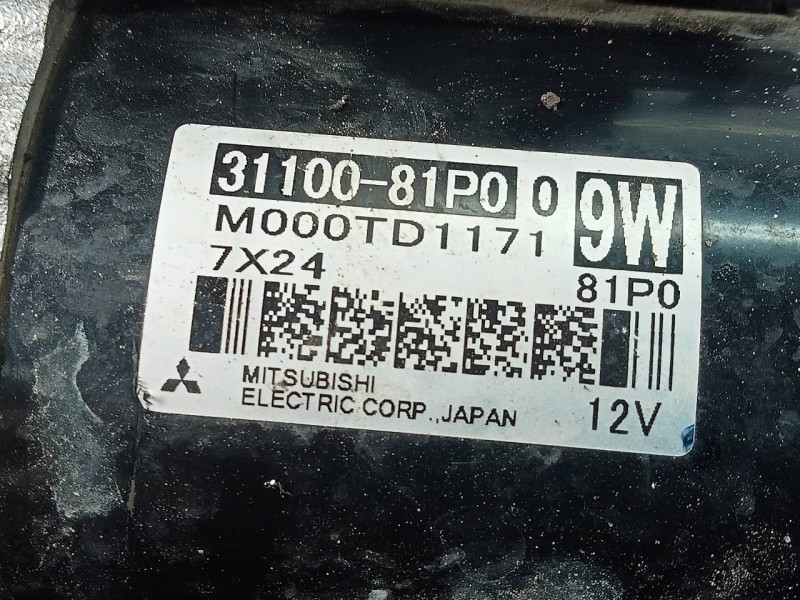 31100-81P0 0 9W
M000TD1171
7X24
81P0
MITSUBISHI
ELECTRIC CORP., JAPAN
12V